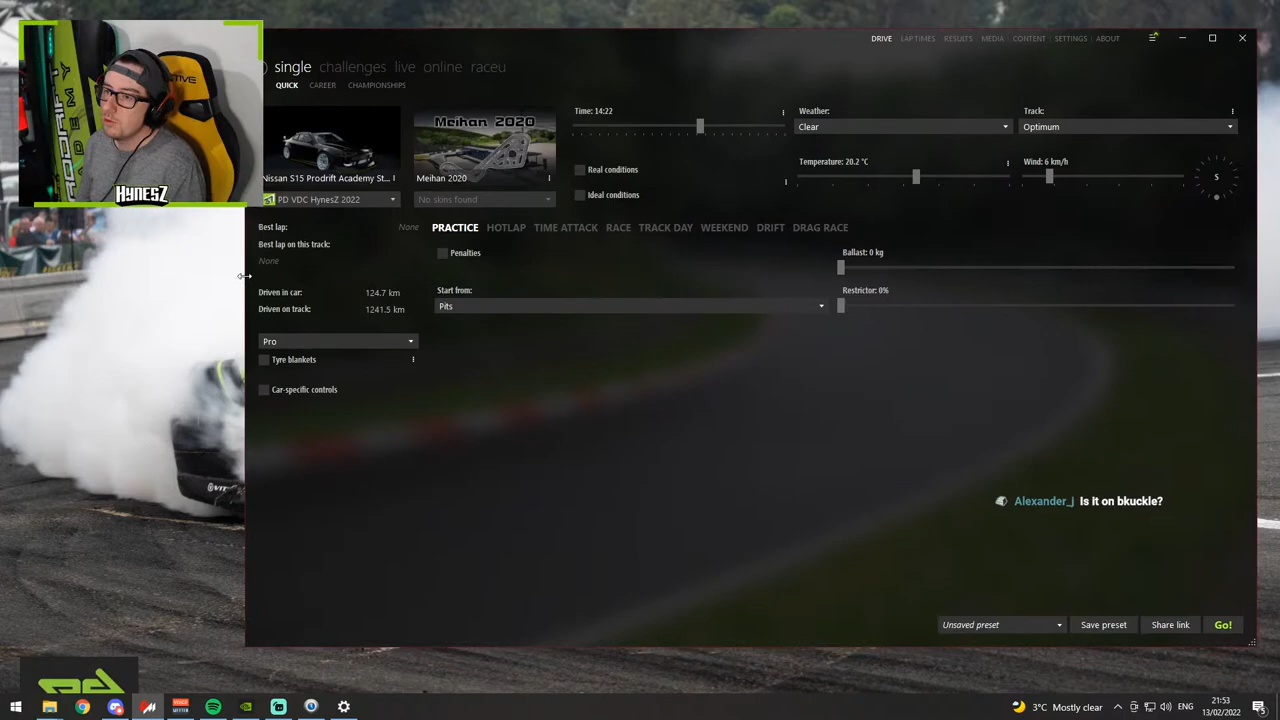 DRIVE LAP TIMES RESULTS MEDIA CONTENT SETTINGS ABOUT
single challenges live online raceu
QUICK CAREER CHAMPIONSHIPS
Meihan 2020
Nissan S15 Prodrift Academy St...
Meihan 2020
PD VDC HynesZ 2022
No skins found
Time: 14:22
Real conditions
Ideal conditions
Weather:
Clear
Track:
Optimum
Temperature: 20.2 °C
Wind: 6 km/h
S
Best lap: None
Best lap on this track:
None
Driven in car: 124.7 km
Driven on track: 1241.5 km
Pro
Tyre blankets
Car-specific controls
PRACTICE HOTLAP TIME ATTACK RACE TRACK DAY WEEKEND DRIFT DRAG RACE
Penalties
Start from:
Pits
Ballast: 0 kg
Restrictor: 0%
HYNESZ
Alexander_j Is it on bkuckle?
Unsaved preset Save preset Share link Go!
3°C Mostly clear ENG 21:53
13/02/2022